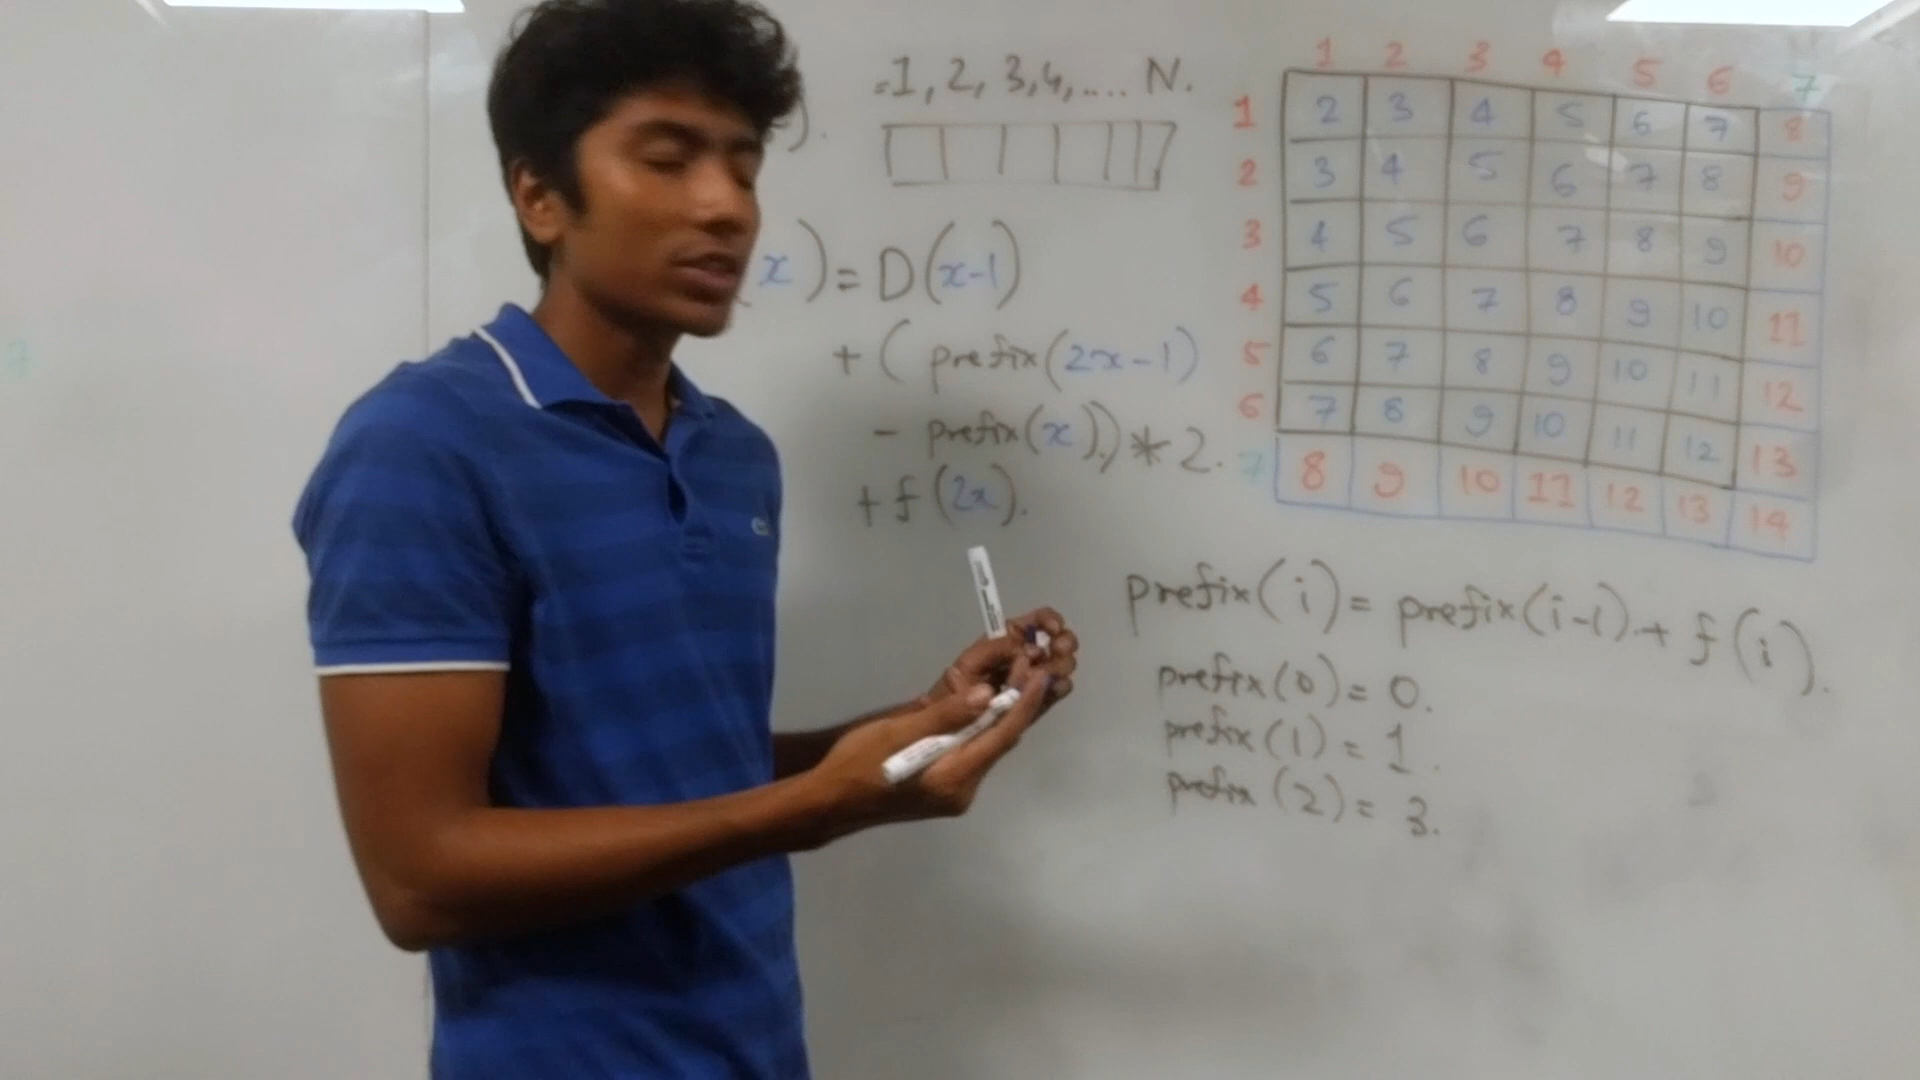 ).
=1, 2, 3, 4, .... N.
(x) = D(x-1)
+ ( prefix(2x-1)
- prefix(x)) * 2.
+ f(2x).
1 2 3 4 5 6 7
1 2 3 4 5 6 7 8
2 3 4 5 6 7 8 9
3 4 5 6 7 8 9 10
4 5 6 7 8 9 10 11
5 6 7 8 9 10 11 12
6 7 8 9 10 11 12 13
7 8 9 10 11 12 13 14
prefix(i) = prefix(i-1) + f(i).
prefix(0) = 0.
prefix(1) = 1.
prefix(2) = 3.